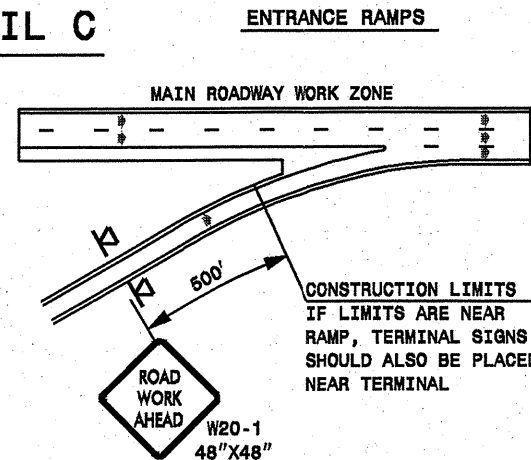 IL C
ENTRANCE RAMPS
MAIN ROADWAY WORK ZONE
500'
CONSTRUCTION LIMITS
IF LIMITS ARE NEAR
RAMP, TERMINAL SIGNS
SHOULD ALSO BE PLACED
NEAR TERMINAL
ROAD
WORK
AHEAD
W20-1
48"X48"